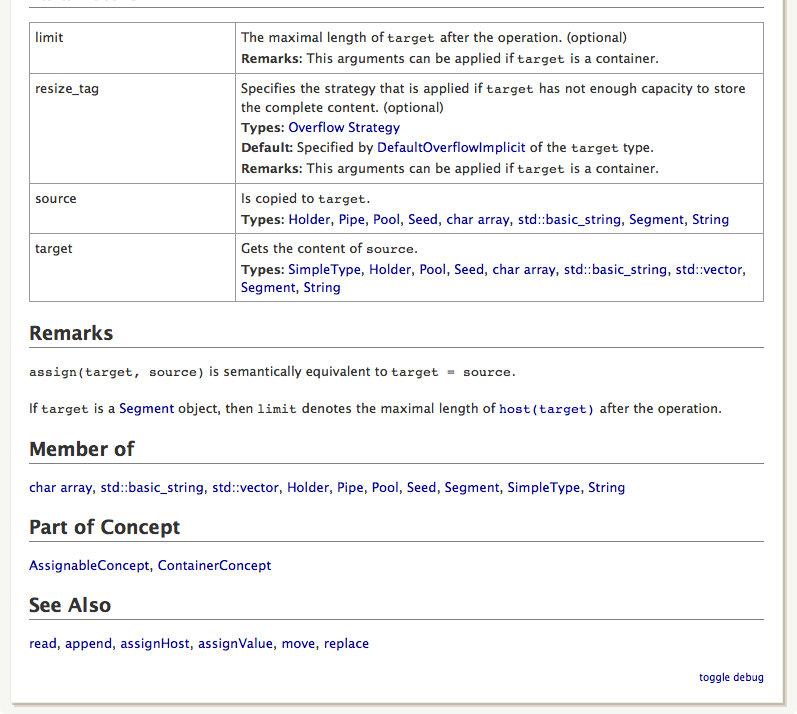 limit
The maximal length of target after the operation. (optional)
Remarks: This arguments can be applied if target is a container.
resize_tag
Specifies the strategy that is applied if target has not enough capacity to store
the complete content. (optional)
Types: Overflow Strategy
Default: Specified by DefaultOverflowImplicit of the target type.
Remarks: This arguments can be applied if target is a container.
source
Is copied to target.
Types: Holder, Pipe, Pool, Seed, char array, std::basic_string, Segment, String
target
Gets the content of source.
Types: SimpleType, Holder, Pool, Seed, char array, std::basic_string, std::vector,
Segment, String
Remarks
assign(target, source) is semantically equivalent to target = source.
If target is a Segment object, then limit denotes the maximal length of host(target) after the operation.
Member of
char array, std::basic_string, std::vector, Holder, Pipe, Pool, Seed, Segment, SimpleType, String
Part of Concept
AssignableConcept, ContainerConcept
See Also
read, append, assignHost, assignValue, move, replace
toggle debug